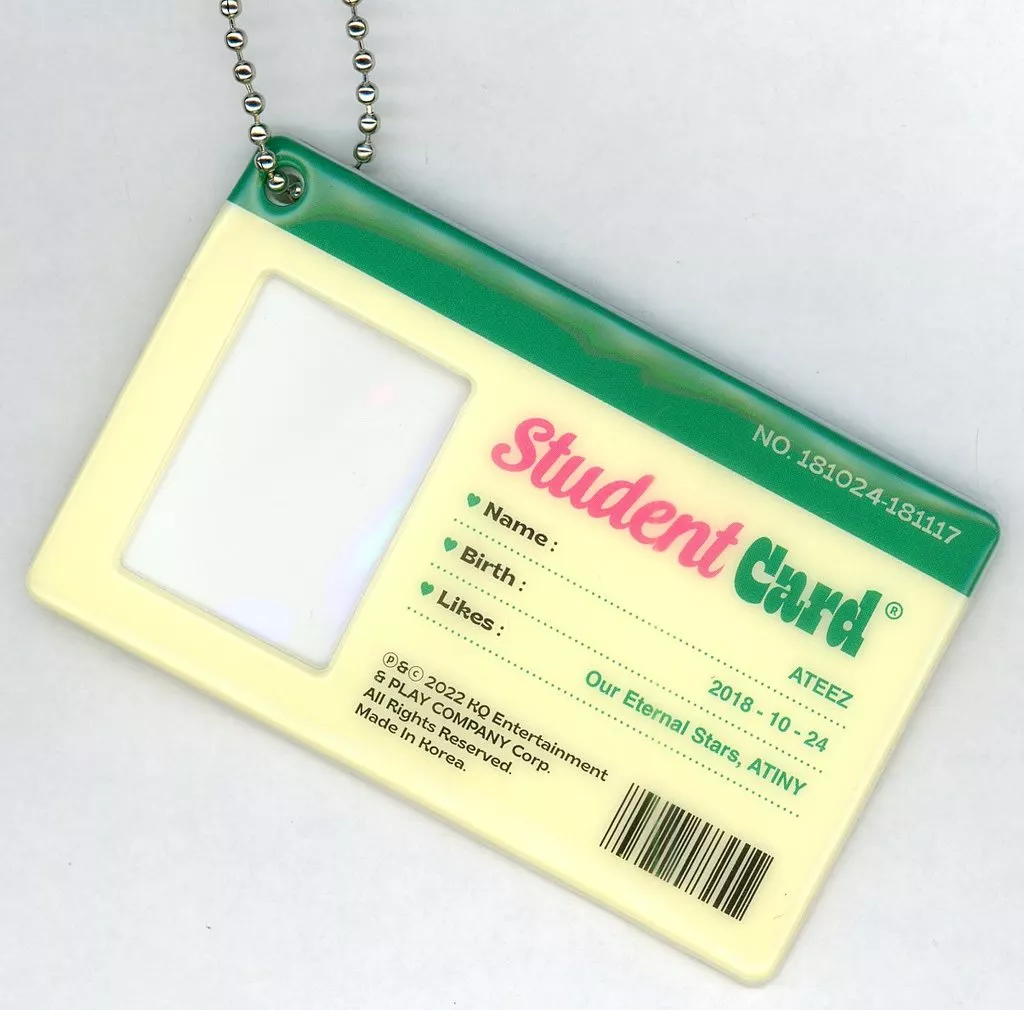 NO. 181024-181117
Student Card®
Name : ATEEZ
Birth : 2018 - 10 - 24
Likes : Our Eternal Stars, ATINY
℗&© 2022 KQ Entertainment
& PLAY COMPANY Corp.
All Rights Reserved.
Made In Korea.